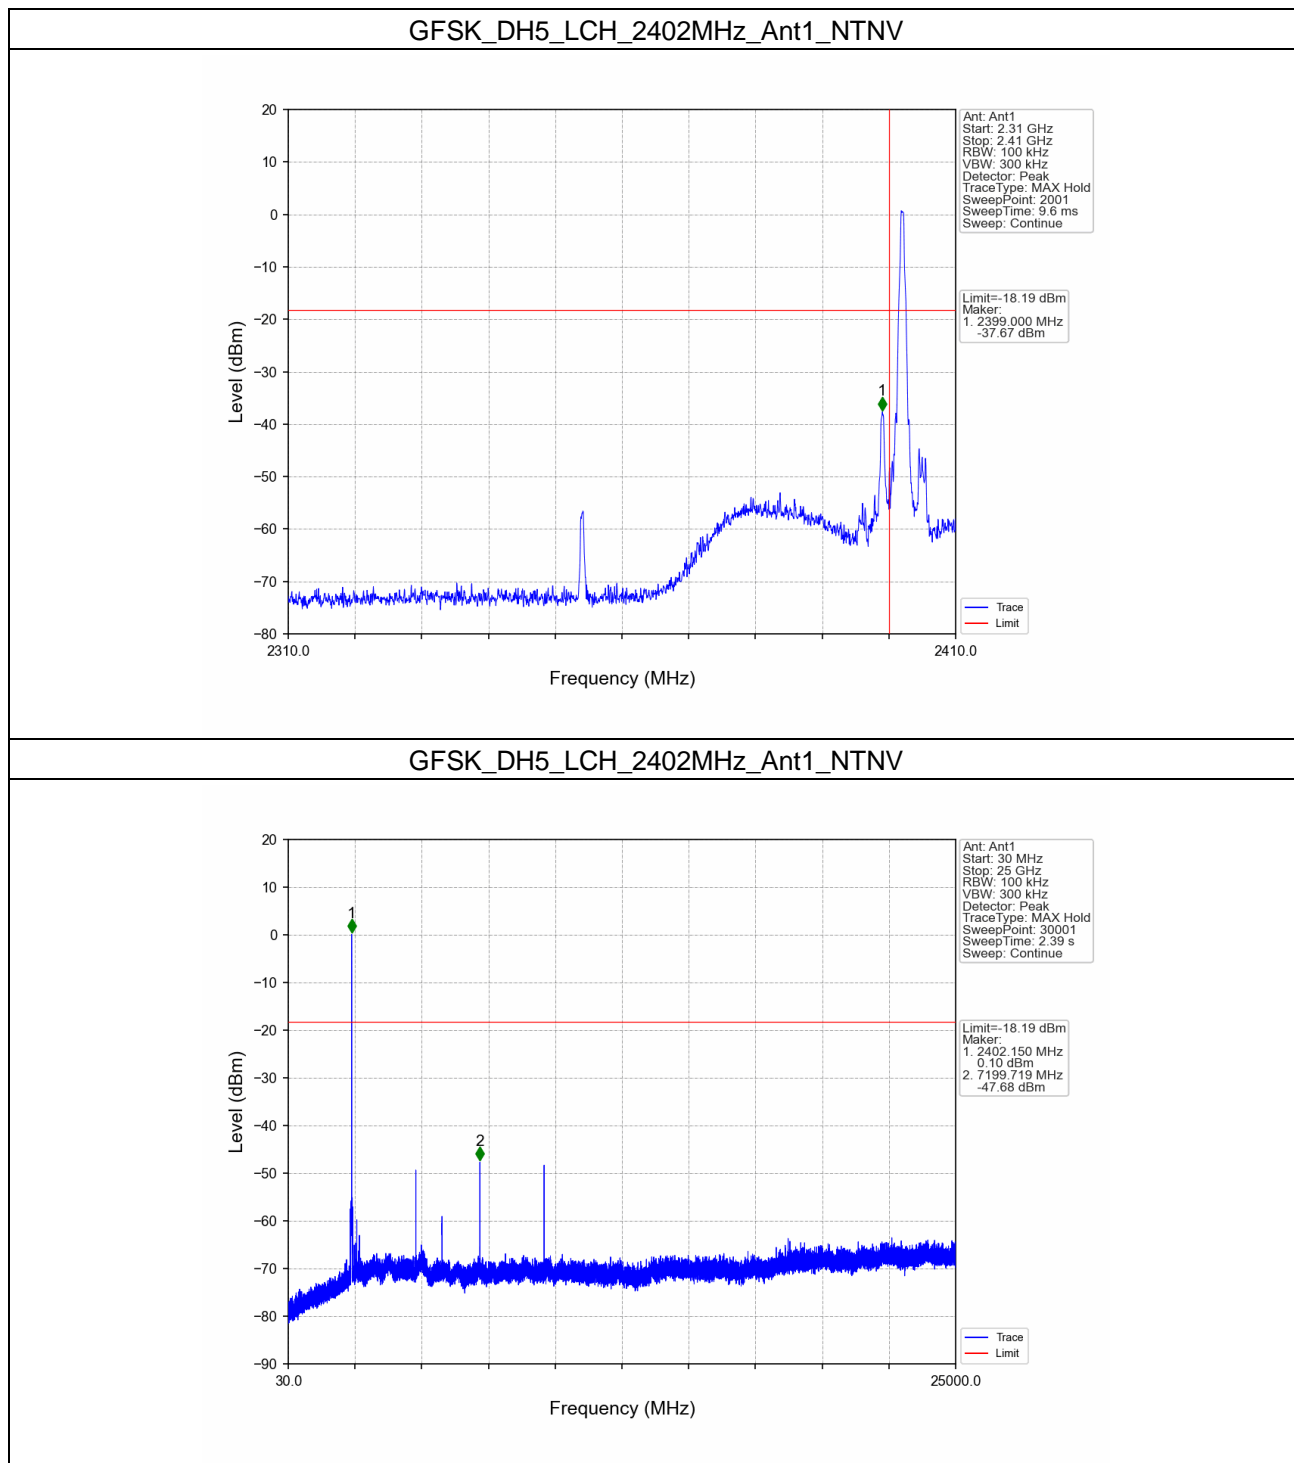 GFSK_DH5_LCH_2402MHz_Ant1_NTNV
20
10
0
−10
−20
−30
−40
−50
−60
−70
−80
Level (dBm)
2310.0
2410.0
Frequency (MHz)
1
Ant: Ant1
Start: 2.31 GHz
Stop: 2.41 GHz
RBW: 100 kHz
VBW: 300 kHz
Detector: Peak
TraceType: MAX Hold
SweepPoint: 2001
SweepTime: 9.6 ms
Sweep: Continue
Limit=-18.19 dBm
Maker:
1. 2399.000 MHz
-37.67 dBm
Trace
Limit
GFSK_DH5_LCH_2402MHz_Ant1_NTNV
20
10
0
−10
−20
−30
−40
−50
−60
−70
−80
−90
Level (dBm)
30.0
25000.0
Frequency (MHz)
1
2
Ant: Ant1
Start: 30 MHz
Stop: 25 GHz
RBW: 100 kHz
VBW: 300 kHz
Detector: Peak
TraceType: MAX Hold
SweepPoint: 30001
SweepTime: 2.39 s
Sweep: Continue
Limit=-18.19 dBm
Maker:
1. 2402.150 MHz
0.10 dBm
2. 7199.719 MHz
-47.68 dBm
Trace
Limit